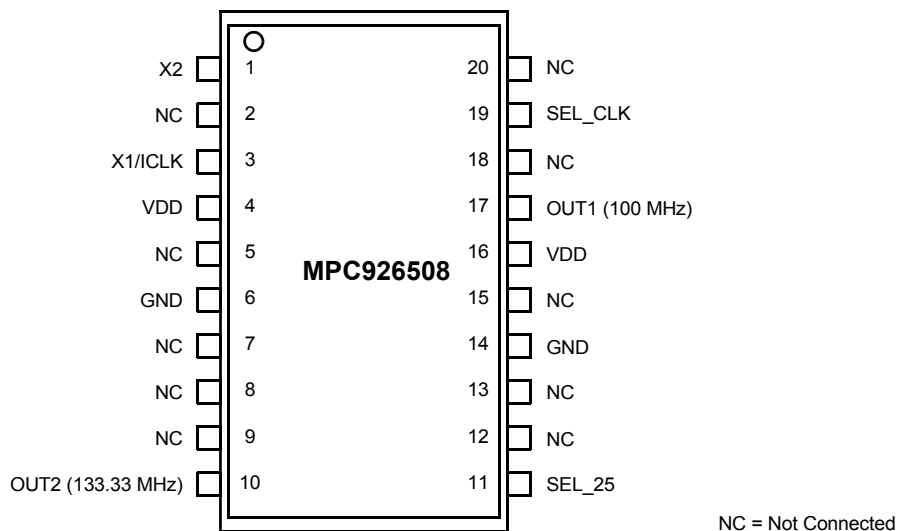 X2 1 20 NC
NC 2 19 SEL_CLK
X1/ICLK 3 18 NC
VDD 4 17 OUT1 (100 MHz)
NC 5 16 VDD
MPC926508
GND 6 15 NC
NC 7 14 GND
NC 8 13 NC
NC 9 12 NC
OUT2 (133.33 MHz) 10 11 SEL_25
NC = Not Connected